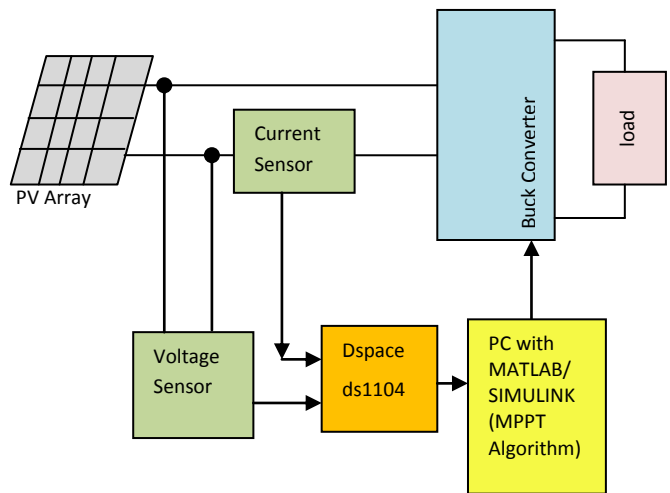 PV Array
Current
Sensor
Buck Converter
load
Voltage
Sensor
Dspace
ds1104
PC with
MATLAB/
SIMULINK
(MPPT
Algorithm)